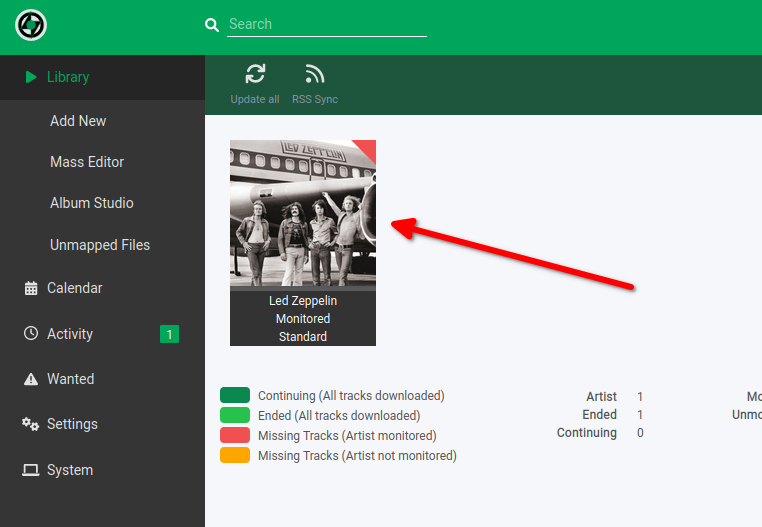 Search
Library
Update all
RSS Sync
Add New
Mass Editor
Album Studio
Unmapped Files
Calendar
Activity
1
Wanted
Settings
System
LED ZEPPELIN
Led Zeppelin
Monitored
Standard
Continuing (All tracks downloaded)
Ended (All tracks downloaded)
Missing Tracks (Artist monitored)
Missing Tracks (Artist not monitored)
Artist 1
Ended 1
Continuing 0
Mo
Unmo